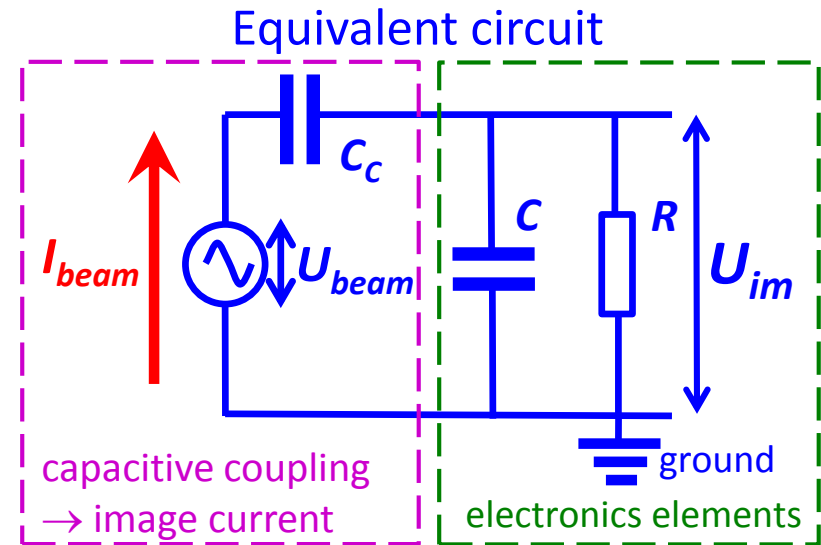 Equivalent circuit
C_C
C
R
I_beam
U_beam
U_im
ground
capacitive coupling
→ image current
electronics elements